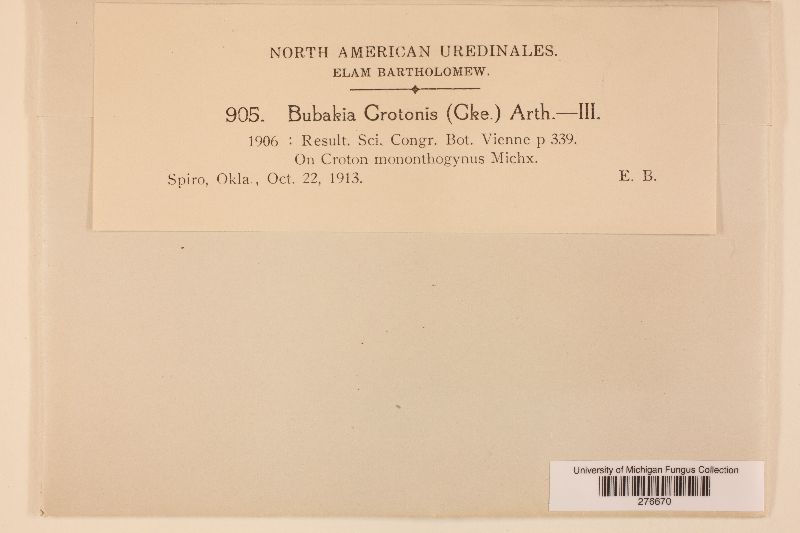 NORTH AMERICAN UREDINALES.
ELAM BARTHOLOMEW.
905. Bubakia Crotonis (Cke.) Arth.—III.
1906 : Result. Sci. Congr. Bot. Vienne p 339.
On Croton mononthogynus Michx.
Spiro, Okla., Oct. 22, 1913. E. B.
University of Michigan Fungus Collection
276670